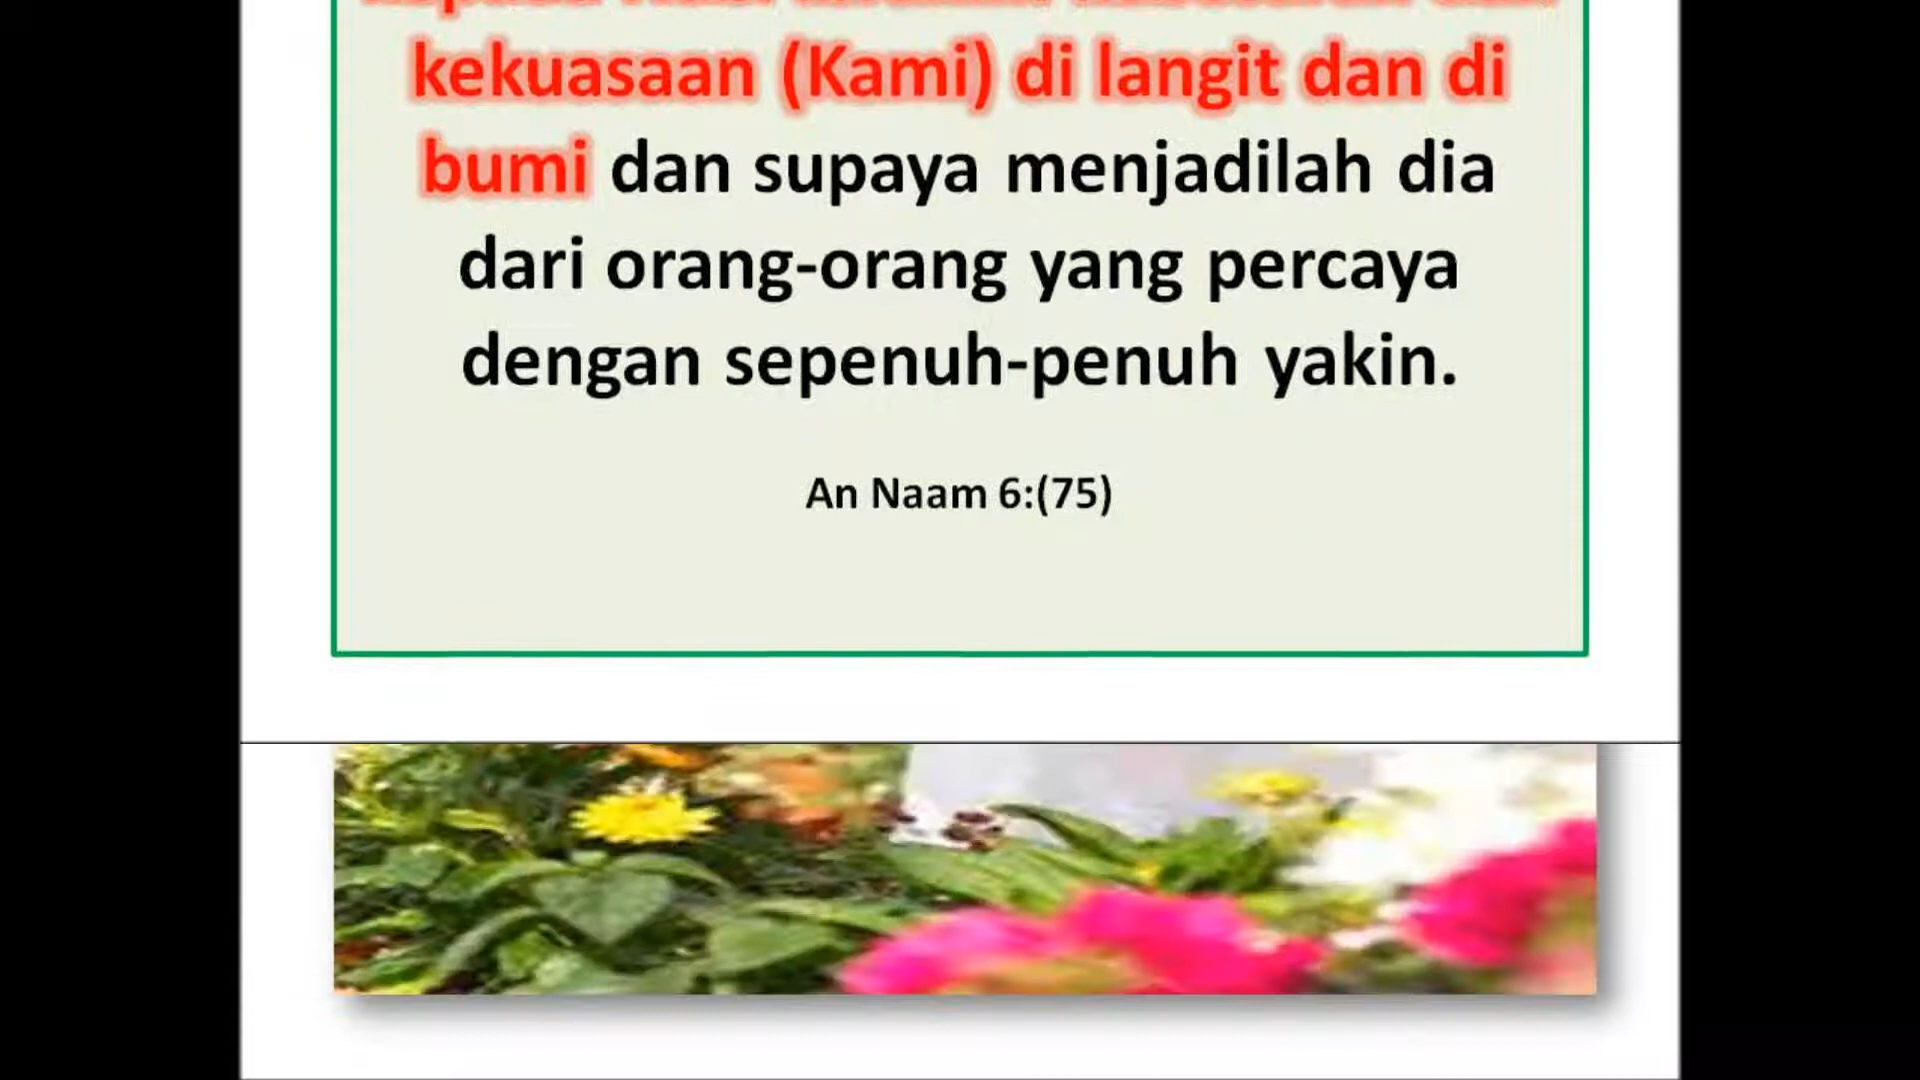 kekuasaan (Kami) di langit dan di
bumi dan supaya menjadilah dia
dari orang-orang yang percaya
dengan sepenuh-penuh yakin.
An Naam 6:(75)